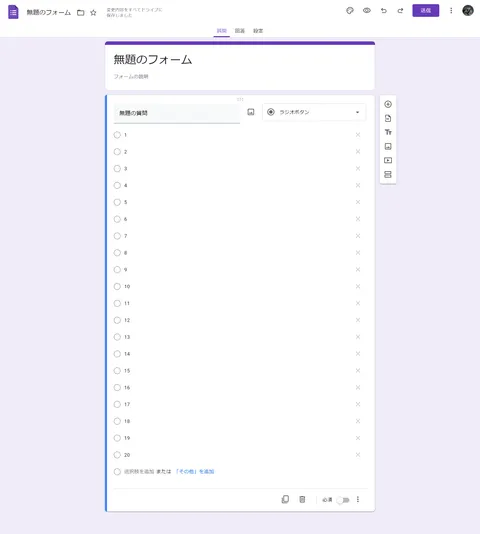 無題のフォーム
変更内容をすべてドライブに
保存しました
送信
質問
回答
設定
無題のフォーム
フォームの説明
無題の質問
ラジオボタン
1
2
3
4
5
6
7
8
9
10
11
12
13
14
15
16
17
18
19
20
選択肢を追加 または 「その他」を追加
必須